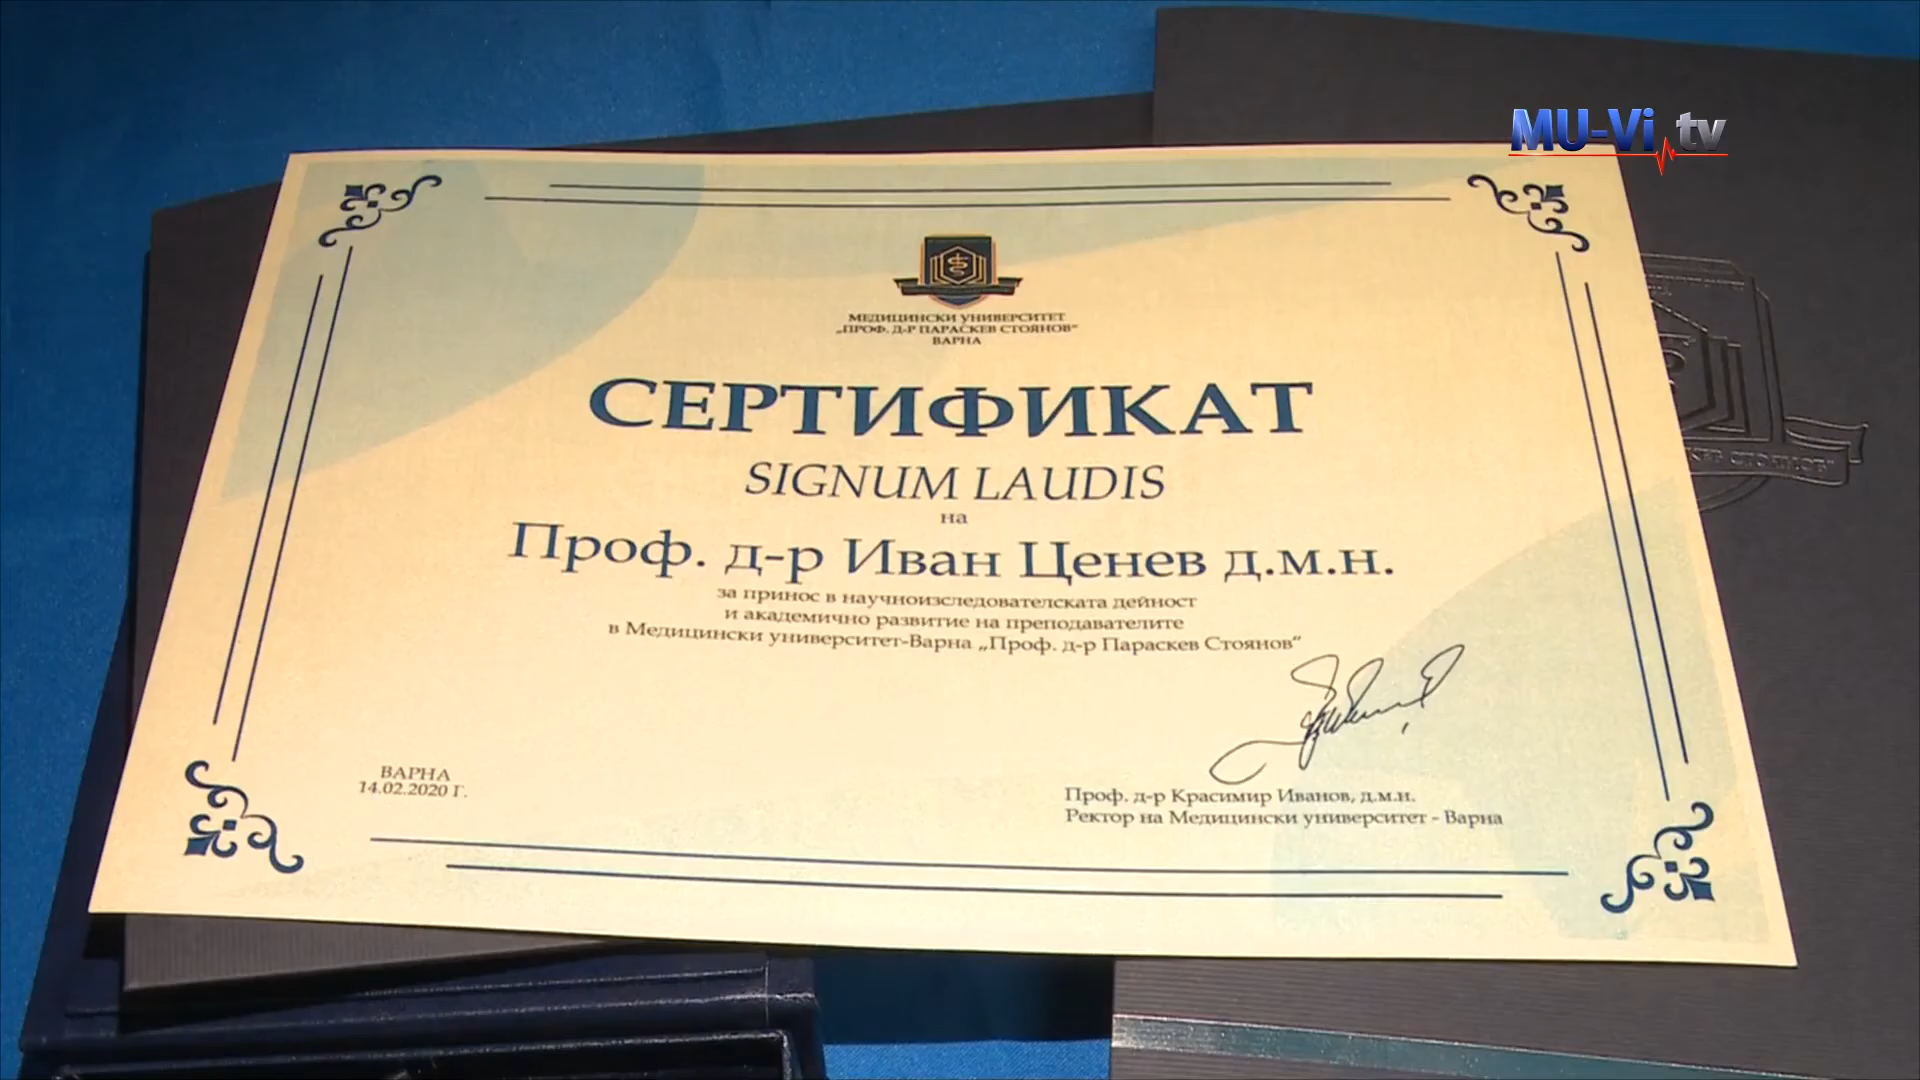 MU-Vi.tv
МЕДИЦИНСКИ УНИВЕРСИТЕТ
„ПРОФ. Д-Р ПАРАСКЕВ СТОЯНОВ“
ВАРНА
СЕРТИФИКАТ
SIGNUM LAUDIS
на
Проф. д-р Иван Ценев д.м.н.
за принос в научноизследователската дейност
и академично развитие на преподавателите
в Медицински университет-Варна „Проф. д-р Параскев Стоянов“
ВАРНА
14.02.2020 Г.
Проф. д-р Красимир Иванов, д.м.н.
Ректор на Медицински университет - Варна
СТОЯНОВ“